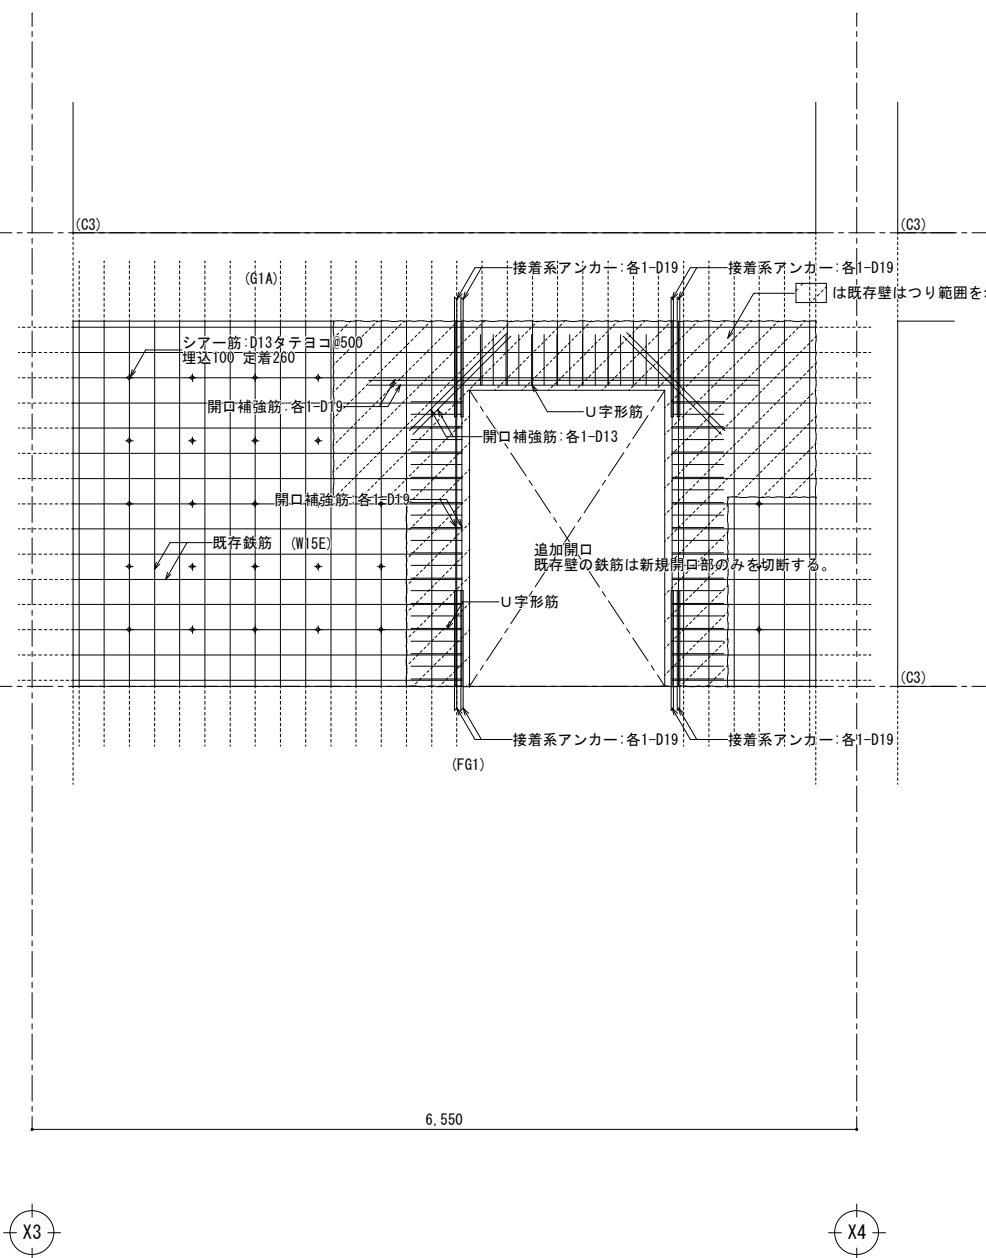 (C3)
(C3)
(G1A)
接着系アンカー:各1-D19
接着系アンカー:各1-D19
は既存壁はつり範囲を
シアー筋:D13タテヨコ@500
埋込100 定着260
開口補強筋:各1-D19
U字形筋
開口補強筋:各1-D13
開口補強筋:各1-D19
既存鉄筋 (W15E)
追加開口
既存壁の鉄筋は新規開口部のみを切断する。
U字形筋
(C3)
接着系アンカー:各1-D19
接着系アンカー:各1-D19
(FG1)
6,550
X3
X4